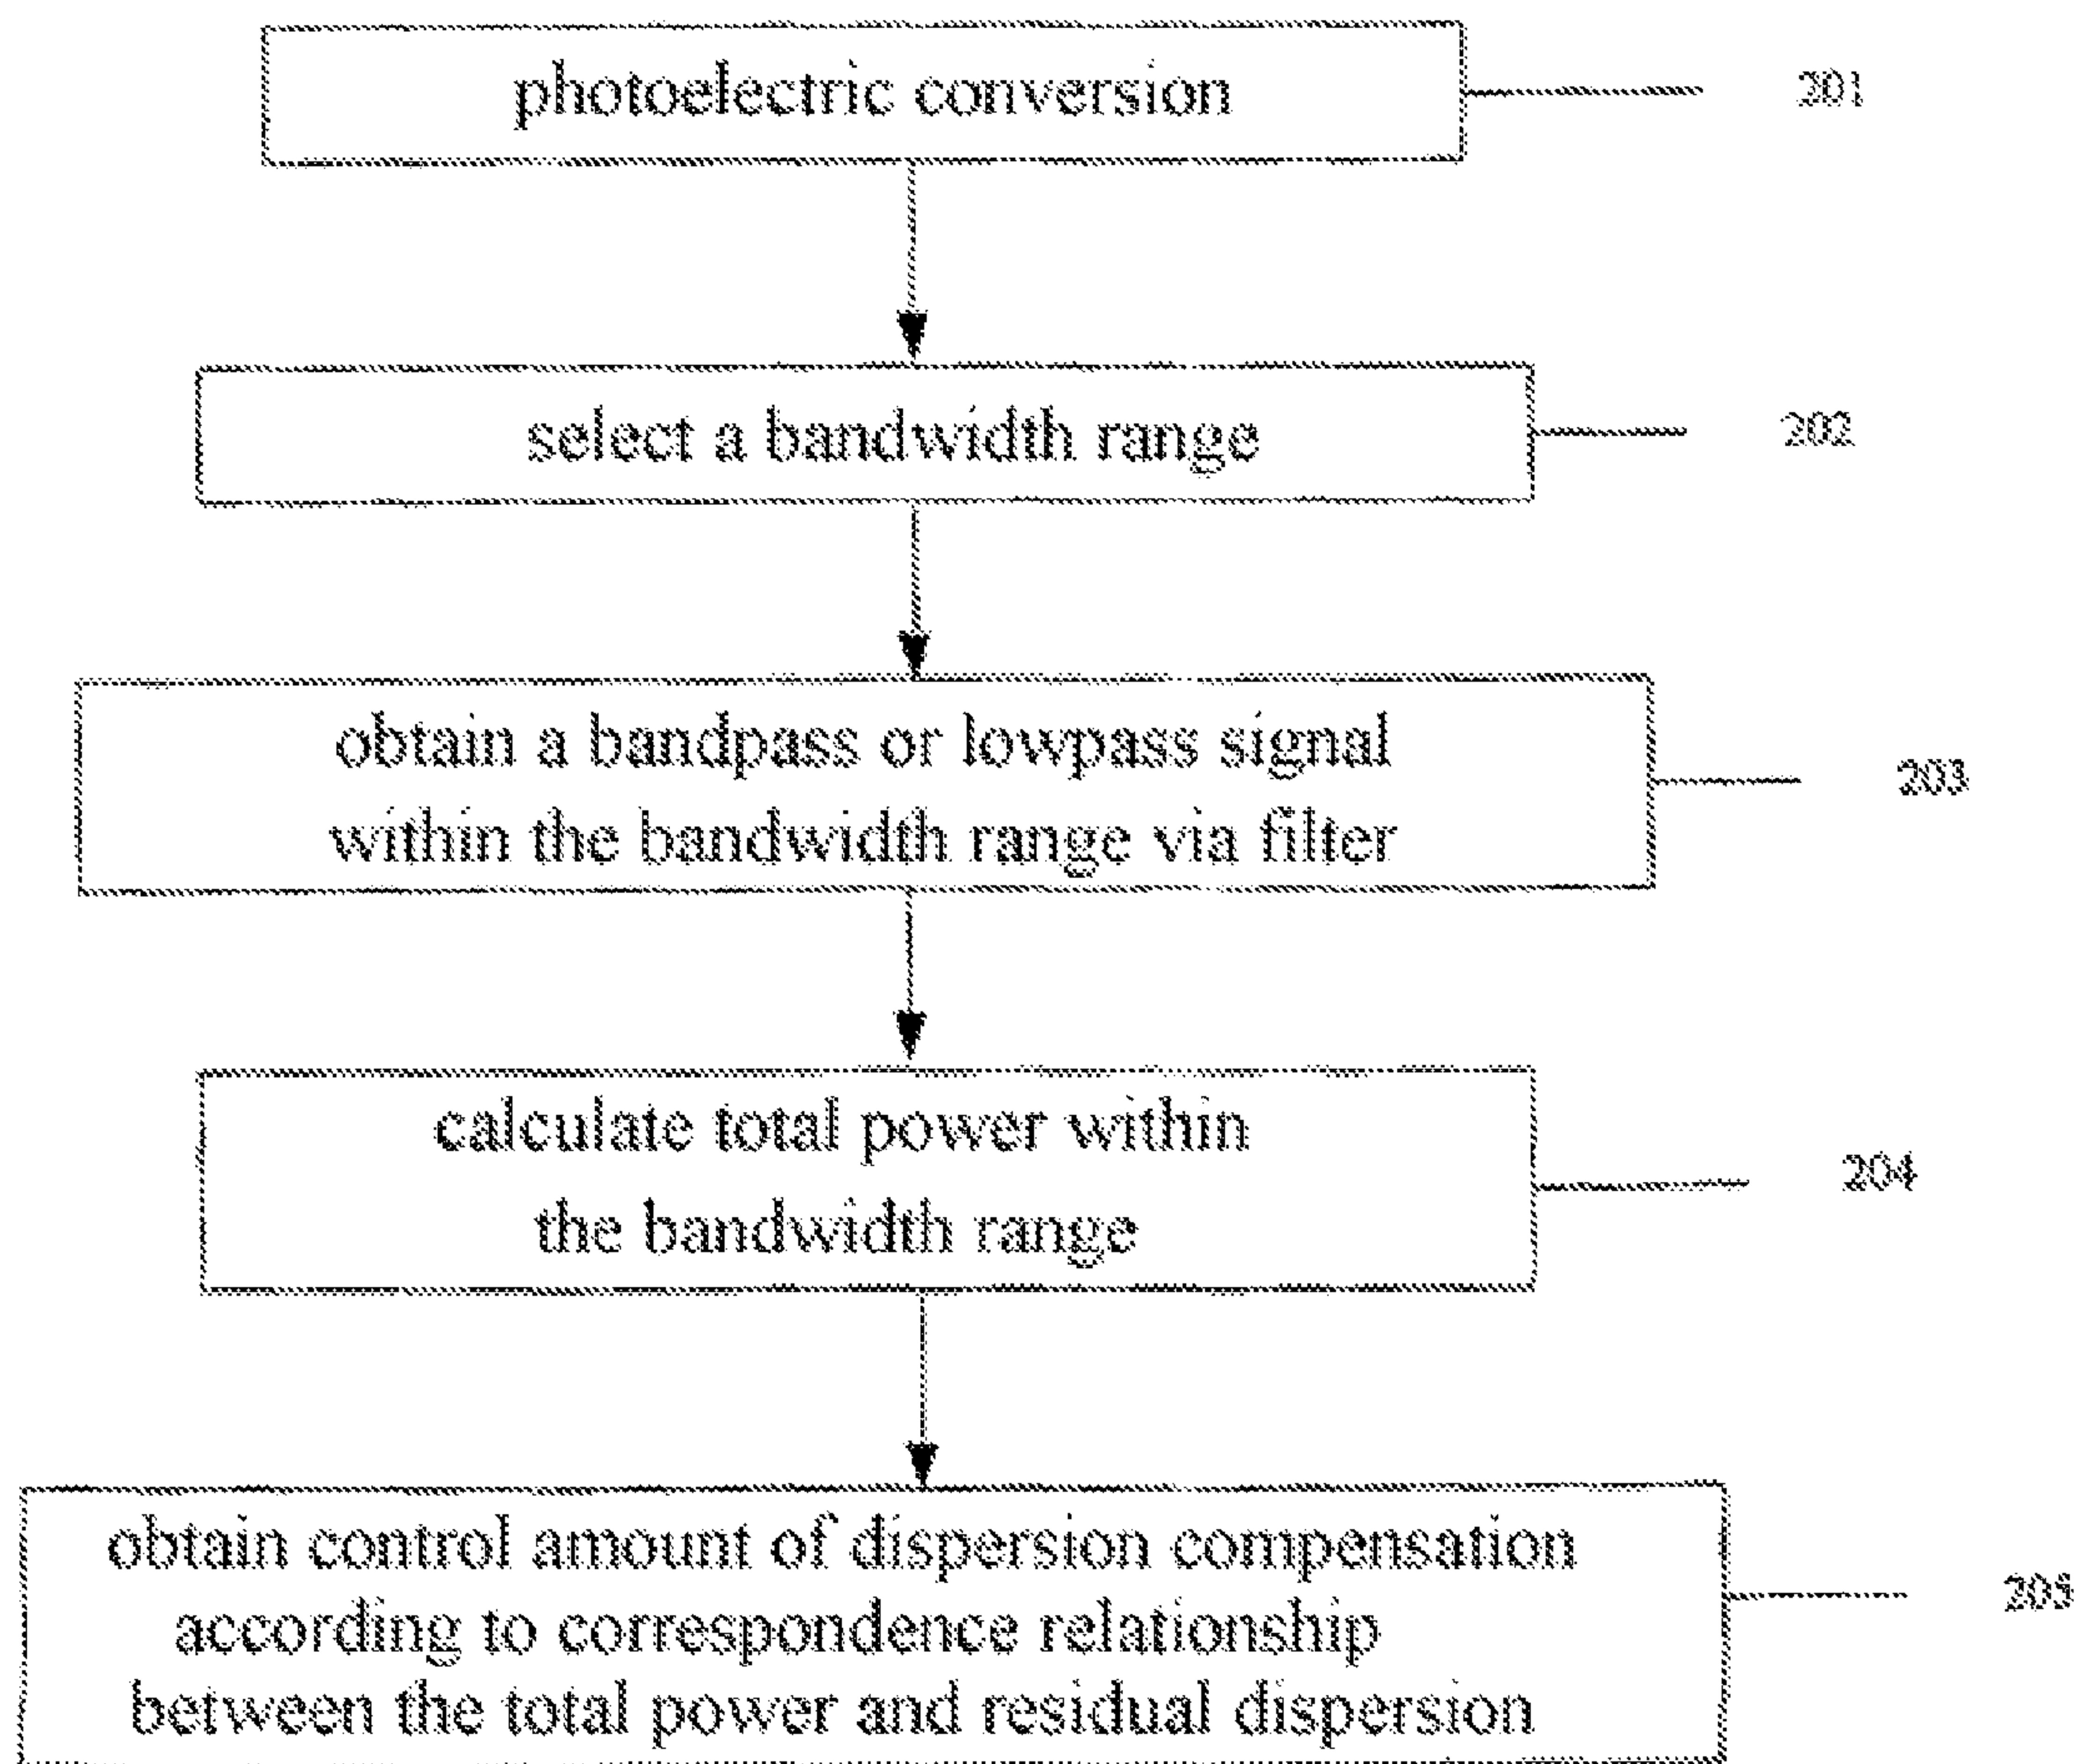 photoelectric conversion
201
select a bandwidth range
202
obtain a bandpass or lowpass signal
within the bandwidth range via filter
203
calculate total power within
the bandwidth range
204
obtain control amount of dispersion compensation
according to correspondence relationship
between the total power and residual dispersion
205